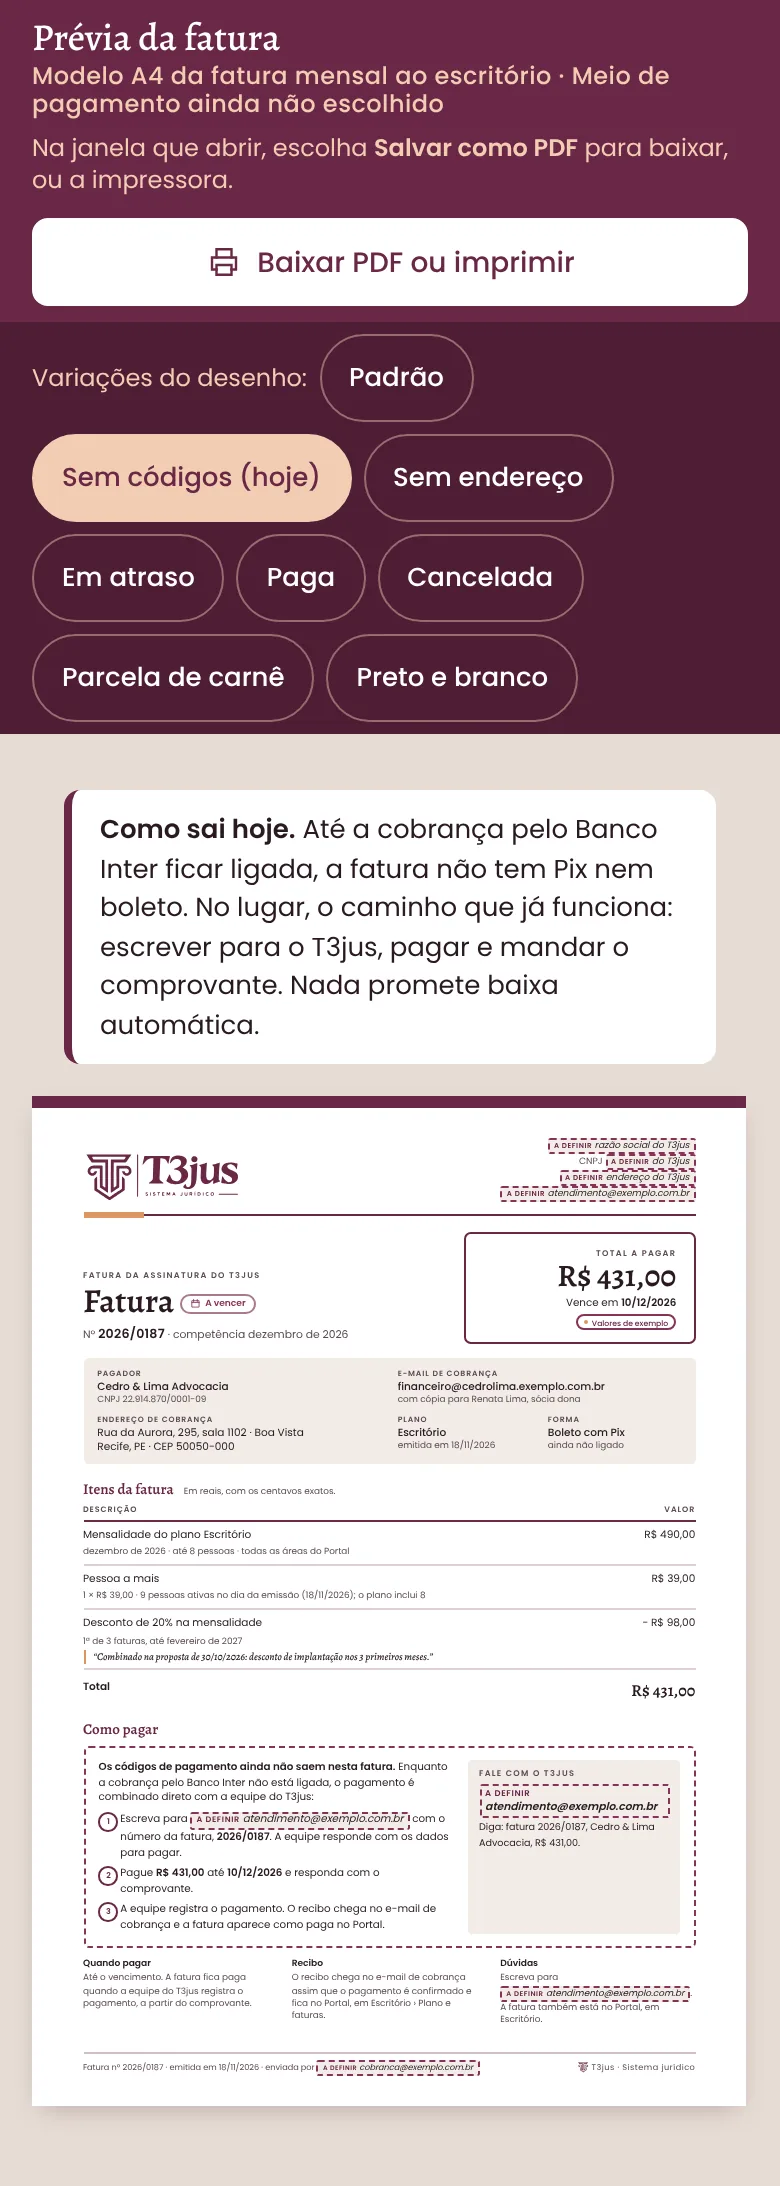 Prévia da fatura
Modelo A4 da fatura mensal ao escritório · Meio de
pagamento ainda não escolhido
Na janela que abrir, escolha Salvar como PDF para baixar,
ou a impressora.
Baixar PDF ou imprimir
Variações do desenho:
Padrão
Sem códigos (hoje)
Sem endereço
Em atraso
Paga
Cancelada
Parcela de carnê
Preto e branco
Como sai hoje. Até a cobrança pelo Banco
Inter ficar ligada, a fatura não tem Pix nem
boleto. No lugar, o caminho que já funciona:
escrever para o T3jus, pagar e mandar o
comprovante. Nada promete baixa
automática.
T3jus
SISTEMA JURÍDICO
A DEFINIR razão social do T3jus
CNPJ A DEFINIR do T3jus
A DEFINIR endereço do T3jus
A DEFINIR atendimento@exemplo.com.br
FATURA DA ASSINATURA DO T3JUS
Fatura
A vencer
Nº 2026/0187 · competência dezembro de 2026
TOTAL A PAGAR
R$ 431,00
Vence em 10/12/2026
Valores de exemplo
PAGADOR
Cedro & Lima Advocacia
CNPJ 22.914.870/0001-09
E-MAIL DE COBRANÇA
financeiro@cedrolima.exemplo.com.br
com cópia para Renata Lima, sócia dona
ENDEREÇO DE COBRANÇA
Rua da Aurora, 295, sala 1102 · Boa Vista
Recife, PE · CEP 50050-000
PLANO
Escritório
emitida em 18/11/2026
FORMA
Boleto com Pix
ainda não ligado
Itens da fatura
Em reais, com os centavos exatos.
DESCRIÇÃO
VALOR
Mensalidade do plano Escritório
R$ 490,00
dezembro de 2026 · até 8 pessoas · todas as áreas do Portal
Pessoa a mais
R$ 39,00
1 × R$ 39,00 · 9 pessoas ativas no dia da emissão (18/11/2026); o plano inclui 8
Desconto de 20% na mensalidade
− R$ 98,00
1ª de 3 faturas, até fevereiro de 2027
“Combinado na proposta de 30/10/2026: desconto de implantação nos 3 primeiros meses.”
Total
R$ 431,00
Como pagar
Os códigos de pagamento ainda não saem nesta fatura. Enquanto
a cobrança pelo Banco Inter não está ligada, o pagamento é
combinado direto com a equipe do T3jus:
1 Escreva para A DEFINIR atendimento@exemplo.com.br com o
número da fatura, 2026/0187. A equipe responde com os dados
para pagar.
2 Pague R$ 431,00 até 10/12/2026 e responda com o
comprovante.
3 A equipe registra o pagamento. O recibo chega no e-mail de
cobrança e a fatura aparece como paga no Portal.
FALE COM O T3JUS
A DEFINIR
atendimento@exemplo.com.br
Diga: fatura 2026/0187, Cedro & Lima
Advocacia, R$ 431,00.
Quando pagar
Até o vencimento. A fatura fica paga
quando a equipe do T3jus registra o
pagamento, a partir do comprovante.
Recibo
O recibo chega no e-mail de cobrança
assim que o pagamento é confirmado e
fica no Portal, em Escritório › Plano e
faturas.
Dúvidas
Escreva para
A DEFINIR atendimento@exemplo.com.br.
A fatura também está no Portal, em
Escritório.
Fatura nº 2026/0187 · emitida em 18/11/2026 · enviada por A DEFINIR cobranca@exemplo.com.br
T3jus · Sistema jurídico